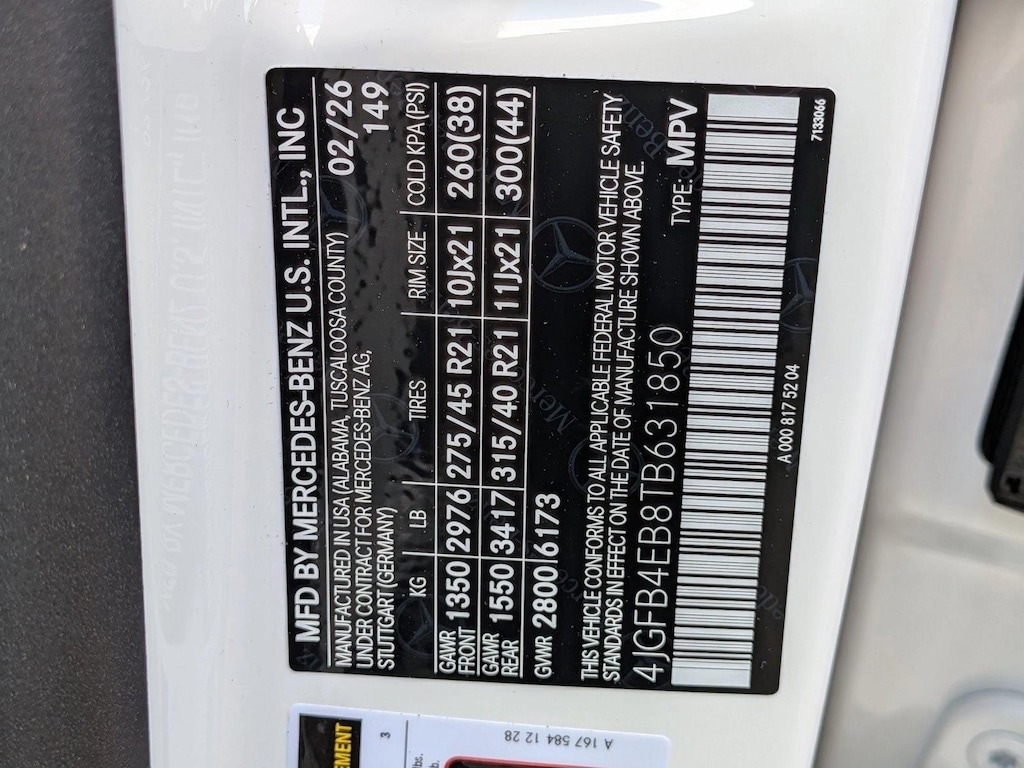 MFD BY MERCEDES-BENZ U.S. INTL., INC
MANUFACTURED IN USA (ALABAMA, TUSCALOOSA COUNTY) 02/26
UNDER CONTRACT FOR MERCEDES-BENZ AG, 149
STUTTGART (GERMANY)
KG LB TIRES RIM SIZE COLD KPA (PSI)
GAWR FRONT 1350 2976 275/45 R21 10Jx21 260(38)
GAWR REAR 1550 3417 315/40 R21 11Jx21 300(44)
GVWR 2800 6173
THIS VEHICLE CONFORMS TO ALL APPLICABLE FEDERAL MOTOR VEHICLE SAFETY
STANDARDS IN EFFECT ON THE DATE OF MANUFACTURE SHOWN ABOVE.
4JGFB4EB8TB631850 TYPE: MPV
A 000 817 52 04 7133066
EMENT
3
lbs.
A 167 584 12 28